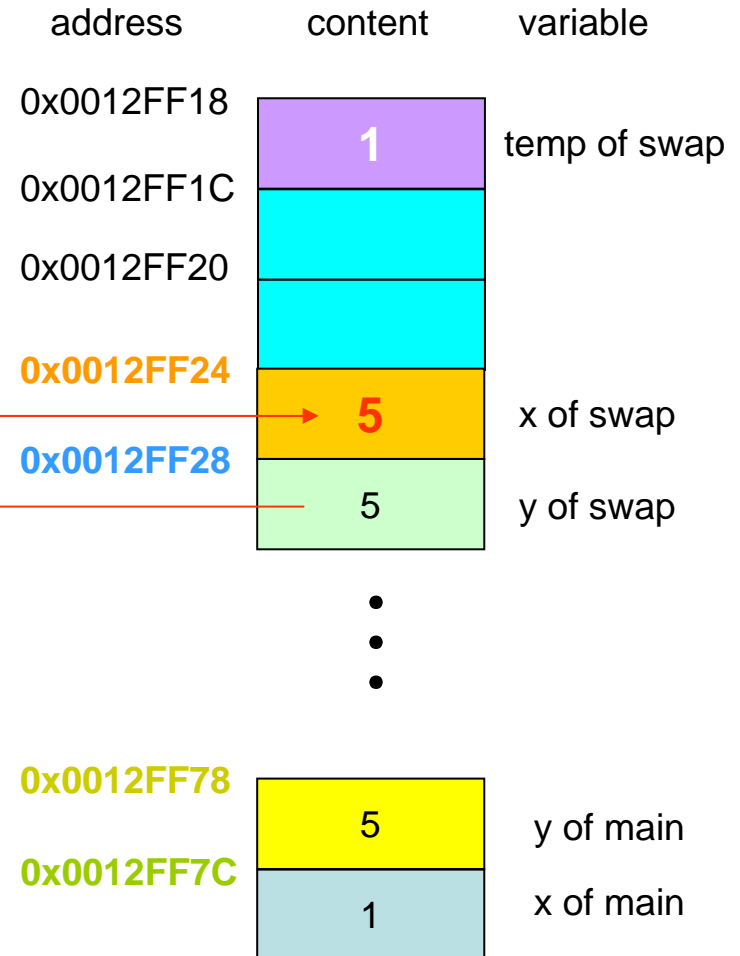 address content variable
0x0012FF18
1 temp of swap
0x0012FF1C
0x0012FF20
0x0012FF24
5 x of swap
0x0012FF28
5 y of swap
0x0012FF78
5 y of main
0x0012FF7C
1 x of main